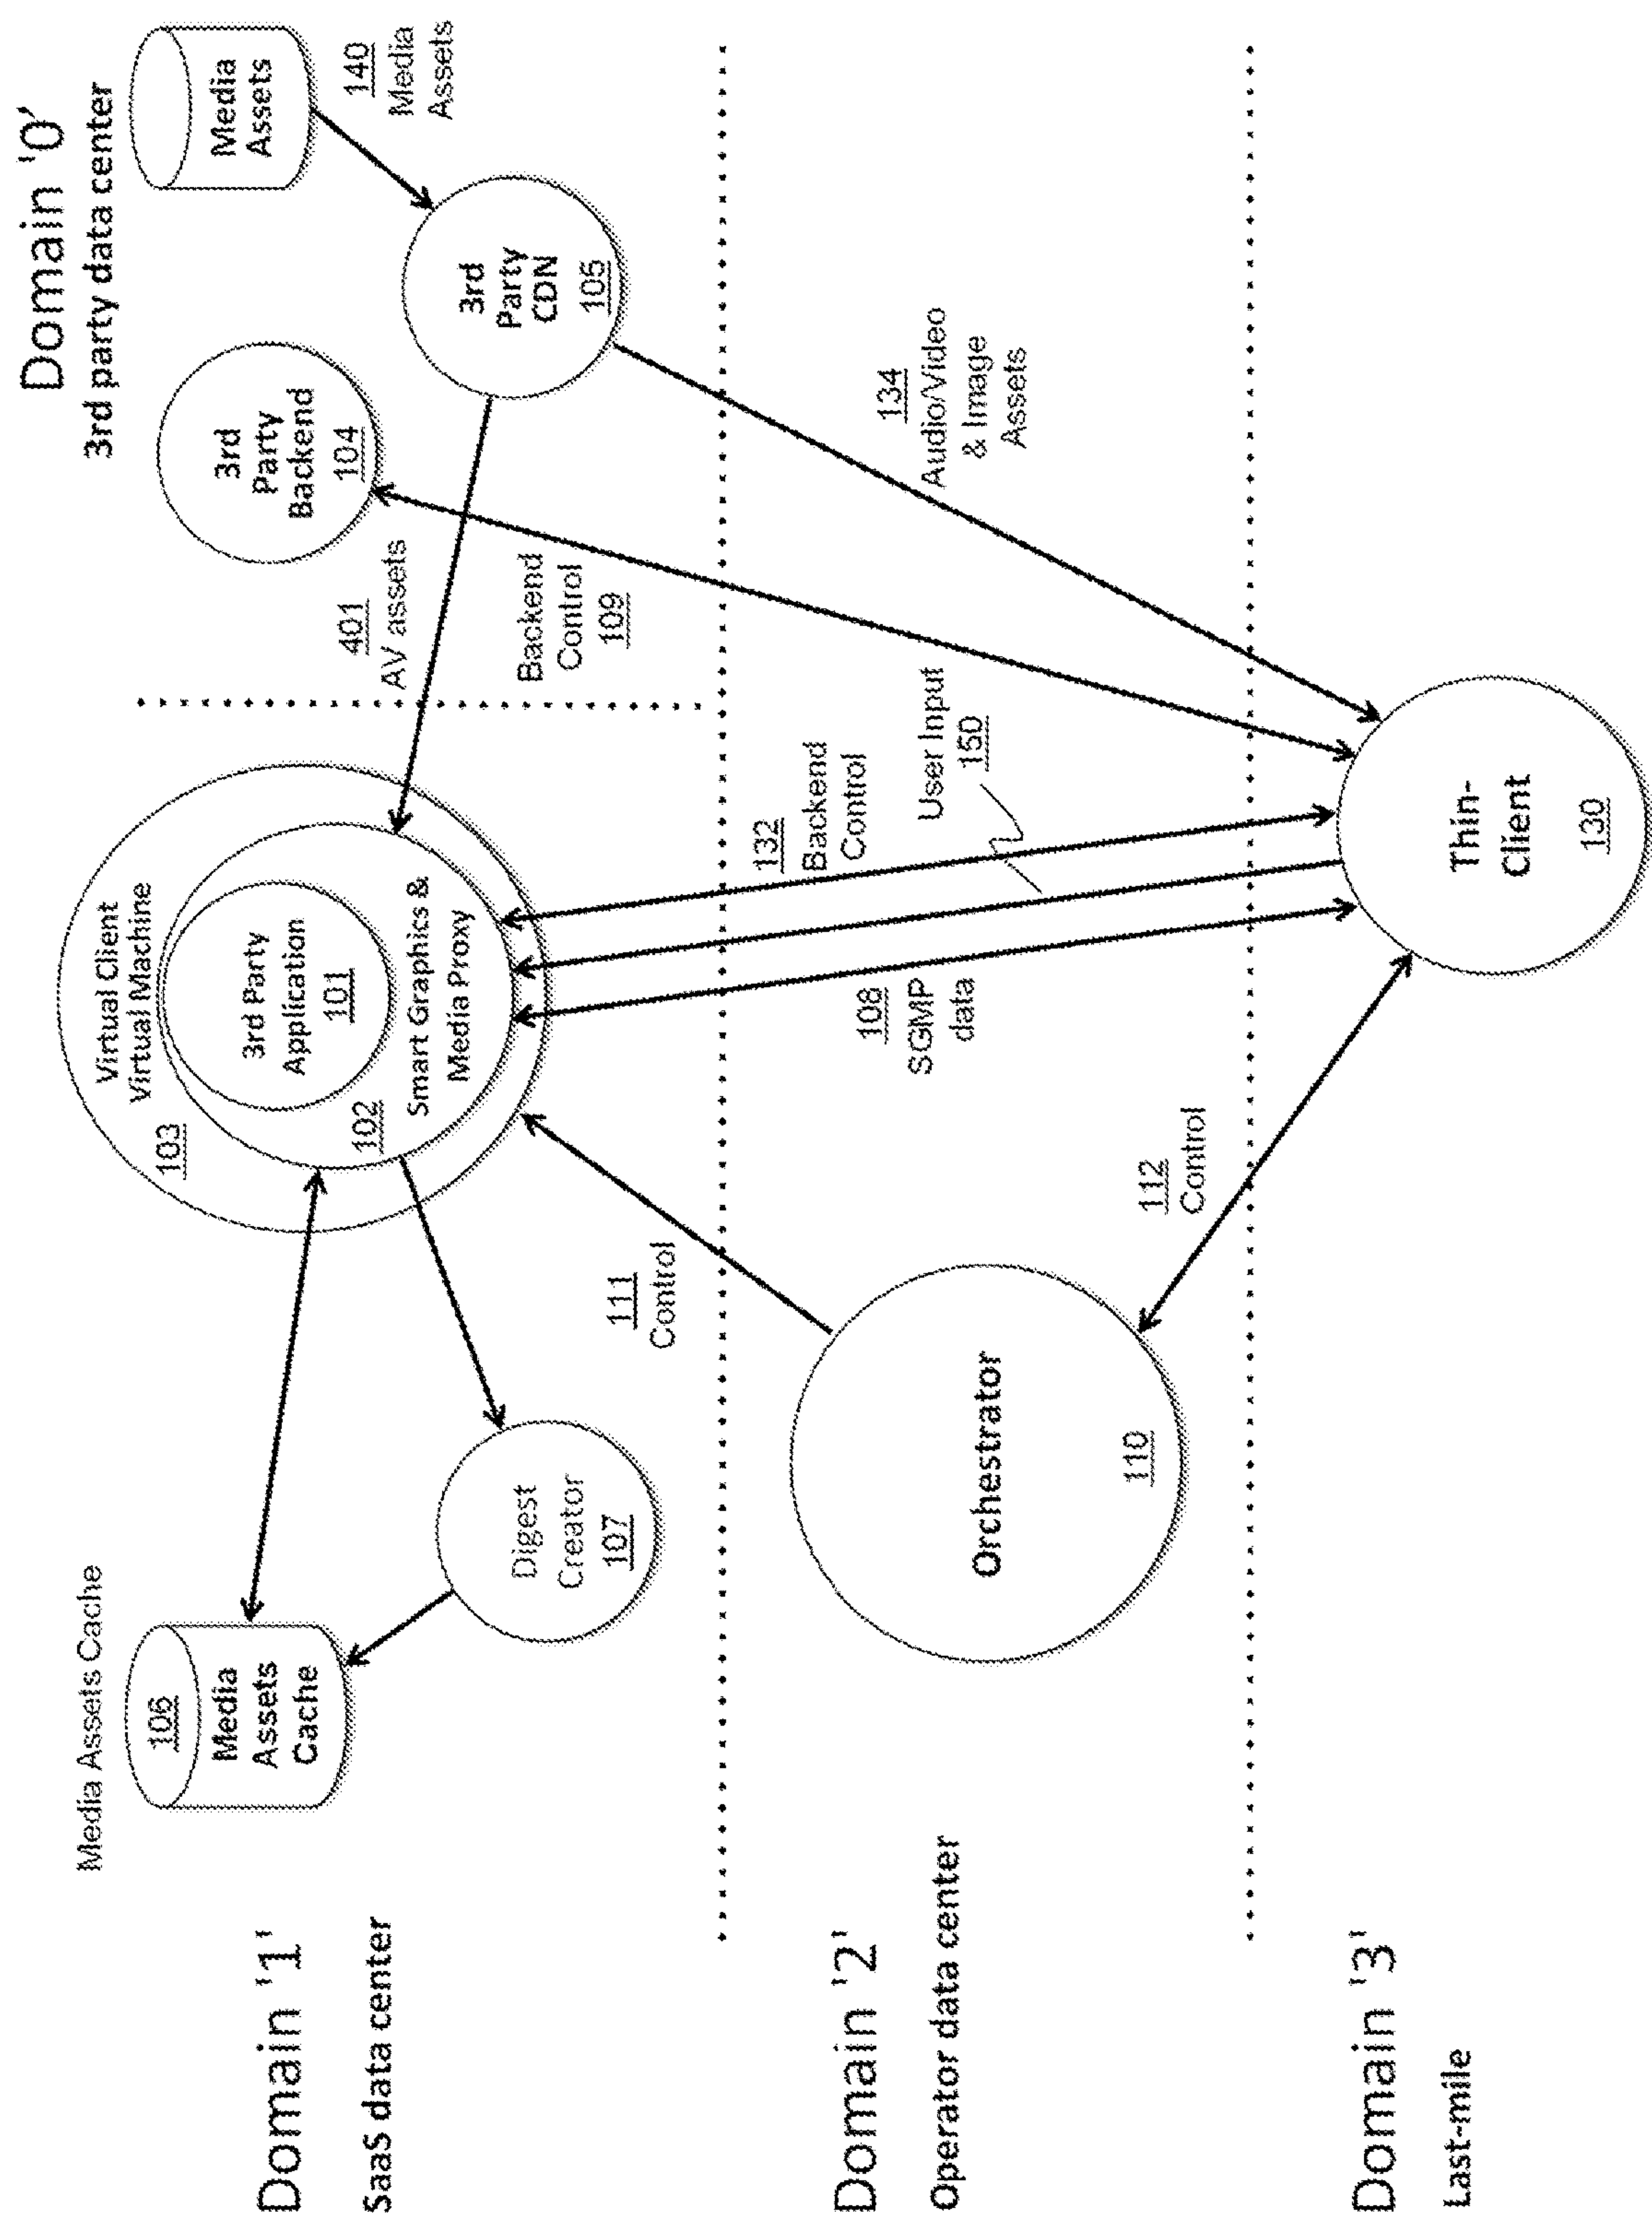 Domain '0'
3rd party data center
Media
Assets
140
Media
Assets
3rd
Party
Backend
104
3rd
Party
CDN
105
401
AV assets
Backend
Control
109
134
Audio/Video
& Image
Assets
Virtual Client
Virtual Machine
103
3rd Party
Application
101
102
Smart Graphics &
Media Proxy
132
Backend
Control
User Input
150
108
SGMP
data
Media Assets Cache
106
Media
Assets
Cache
Digest
Creator
107
111
Control
Domain '1'
SaaS data center
Orchestrator
110
112
Control
Domain '2'
Operator data center
Thin-
Client
130
Domain '3'
Last-mile